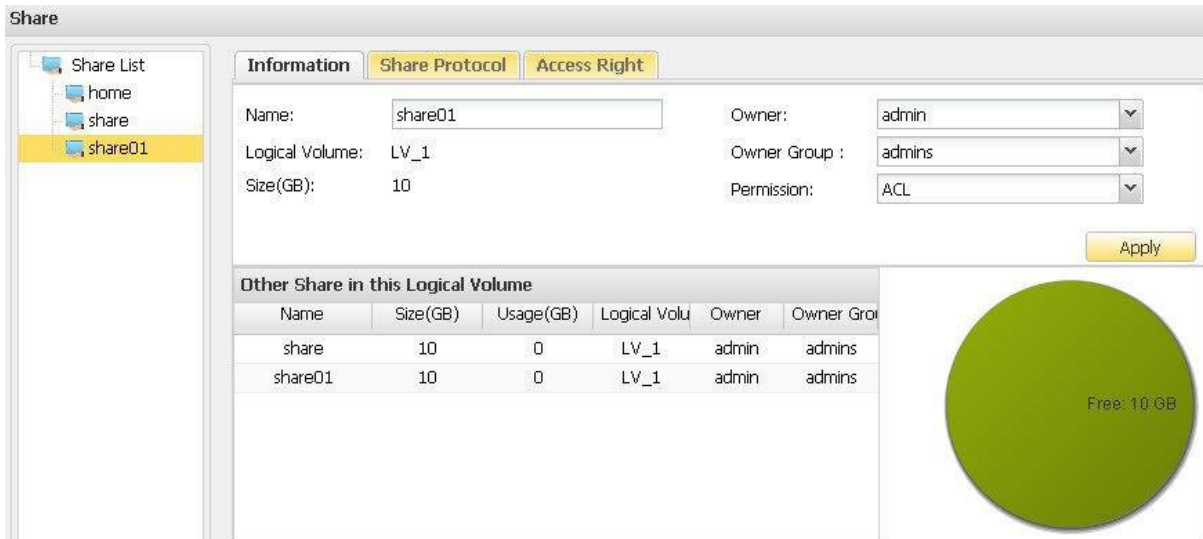 Share
Share List
home
share
share01
Information Share Protocol Access Right
Name: share01 Owner: admin
Logical Volume: LV_1 Owner Group : admins
Size(GB): 10 Permission: ACL
Apply
Other Share in this Logical Volume
Name Size(GB) Usage(GB) Logical Volu Owner Owner Grou
share 10 0 LV_1 admin admins
share01 10 0 LV_1 admin admins
Free: 10 GB